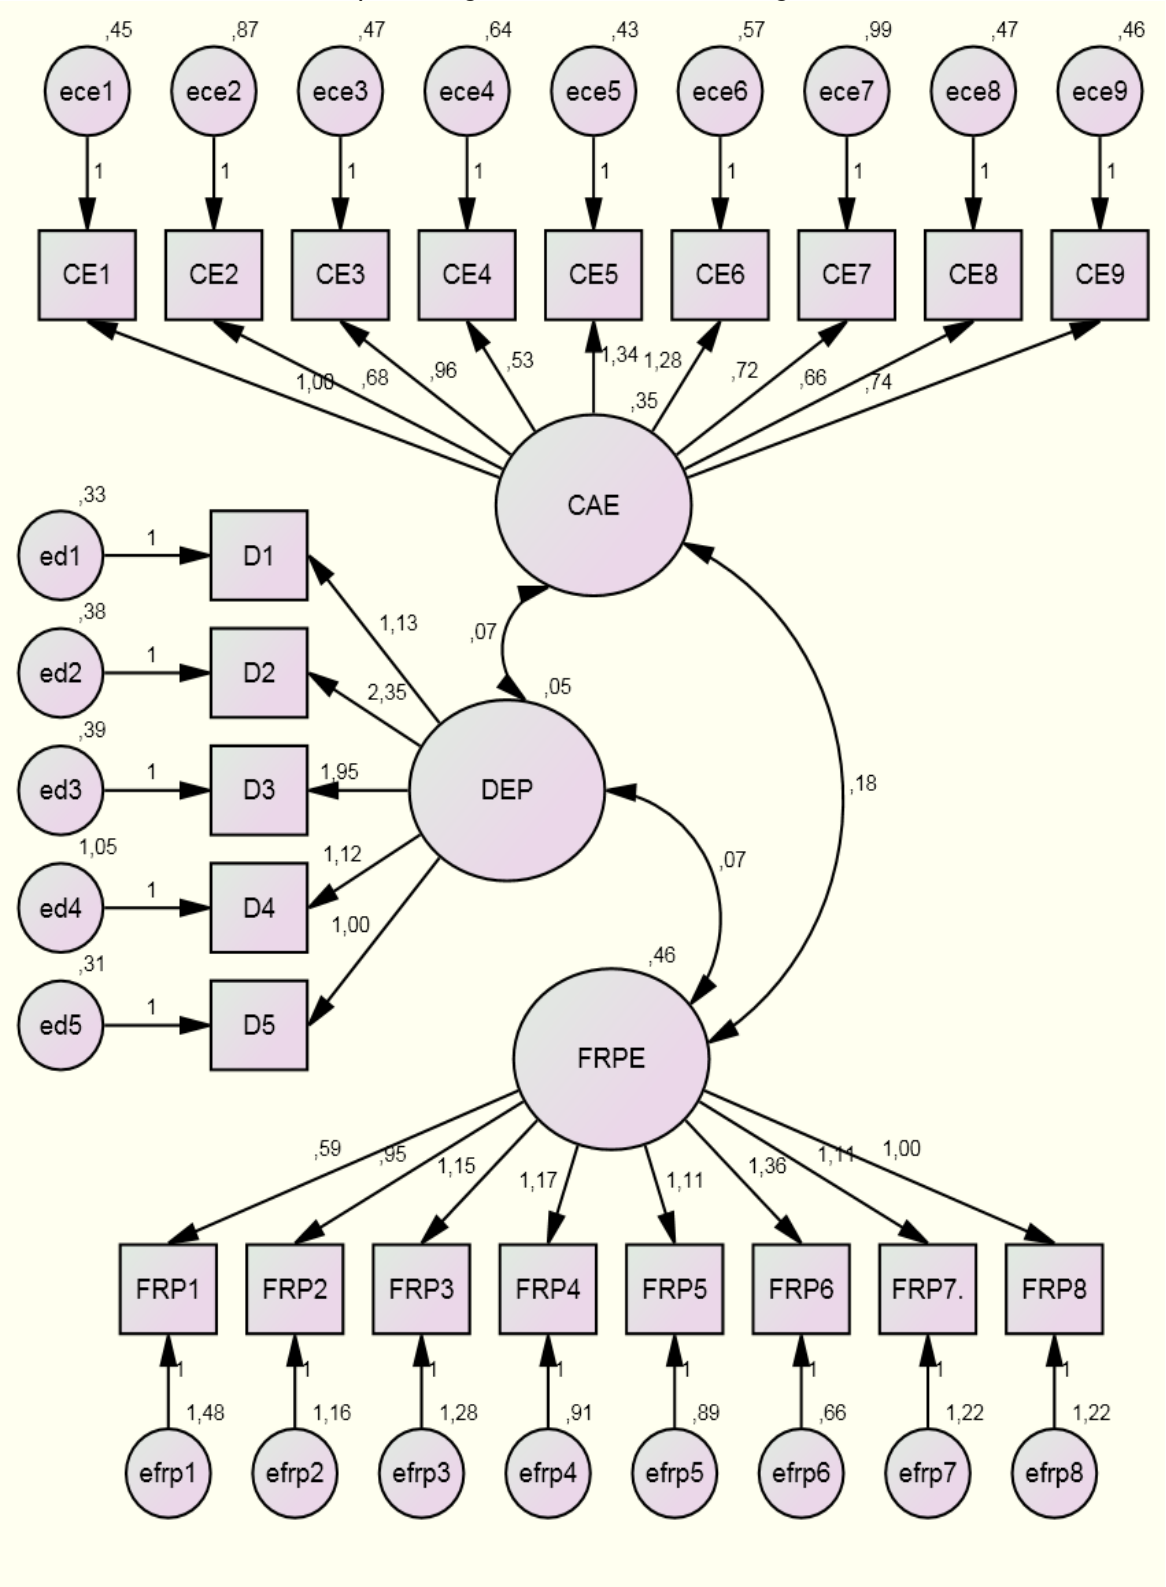 ,45 ,87 ,47 ,64 ,43 ,57 ,99 ,47 ,46
ece1 ece2 ece3 ece4 ece5 ece6 ece7 ece8 ece9
1 1 1 1 1 1 1 1 1
CE1 CE2 CE3 CE4 CE5 CE6 CE7 CE8 CE9
1,00 ,68 ,96 ,53 1,34 1,28 ,72 ,66 ,74
,35
CAE
,33
ed1 1 D1
1,13
,38
ed2 1 D2
2,35
,07
,05
,39
ed3 1 D3
1,95
DEP
,18
1,05
ed4 1 D4
1,12
,07
1,00
,31
ed5 1 D5
,46
FRPE
,59 ,95 1,15 1,17 1,11 1,36 1,11 1,00
FRP1 FRP2 FRP3 FRP4 FRP5 FRP6 FRP7. FRP8
1 1 1 1 1 1 1 1
1,48 1,16 1,28 ,91 ,89 ,66 1,22 1,22
efrp1 efrp2 efrp3 efrp4 efrp5 efrp6 efrp7 efrp8